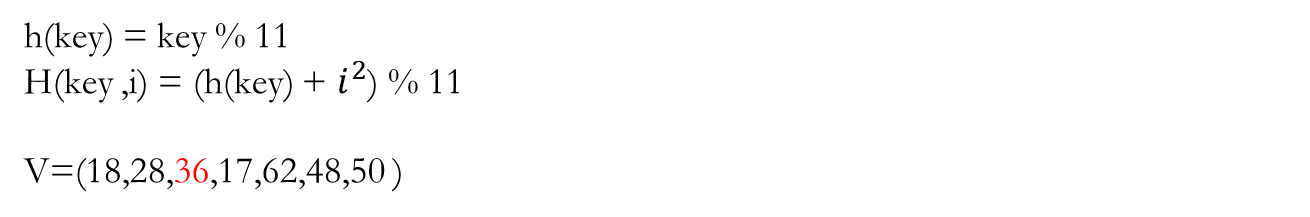 h(key) = key % 11
H(key ,i) = (h(key) + i²) % 11
V=(18,28,36,17,62,48,50 )